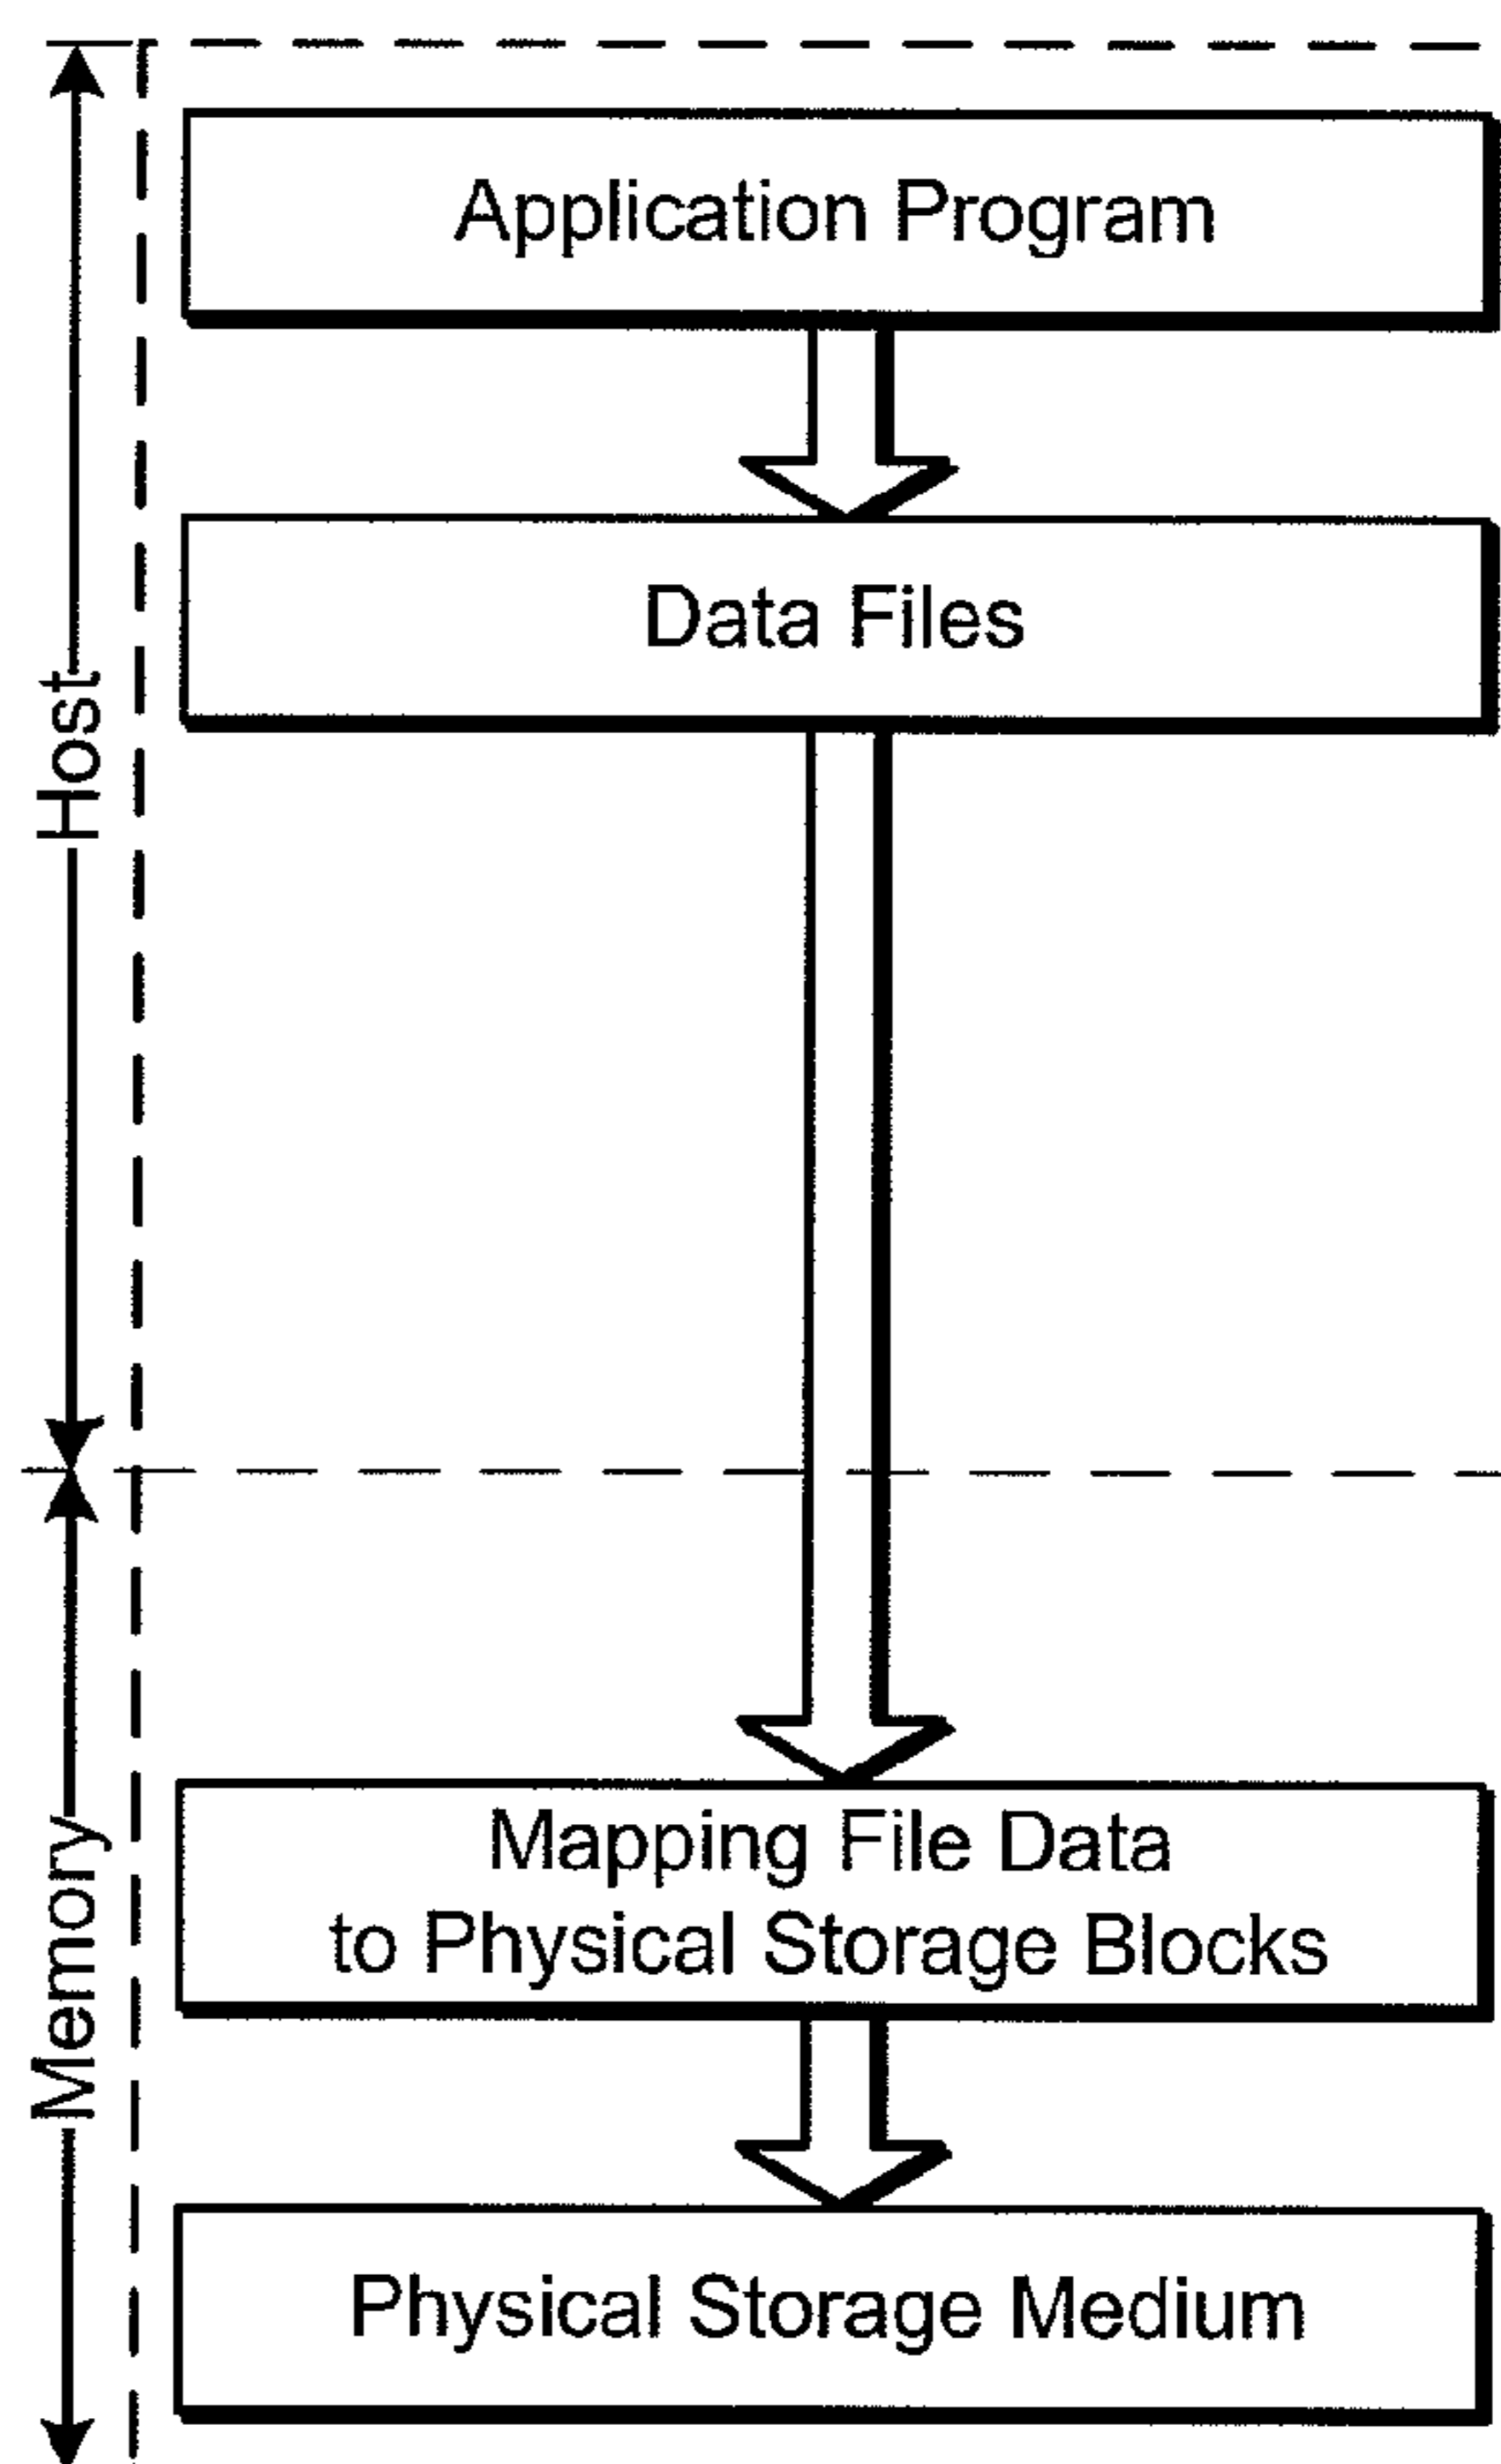 Application Program
Data Files
Host
Mapping File Data
to Physical Storage Blocks
Memory
Physical Storage Medium